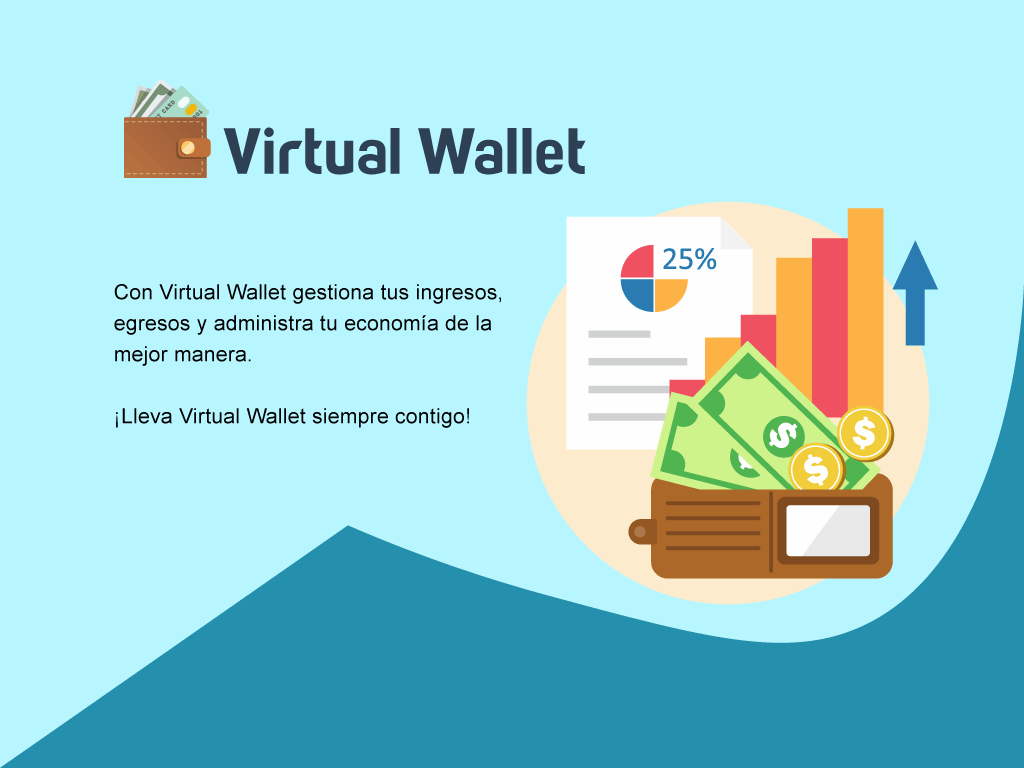 Virtual Wallet
Con Virtual Wallet gestiona tus ingresos,
egresos y administra tu economía de la
mejor manera.
¡Lleva Virtual Wallet siempre contigo!
25%
$
$
$